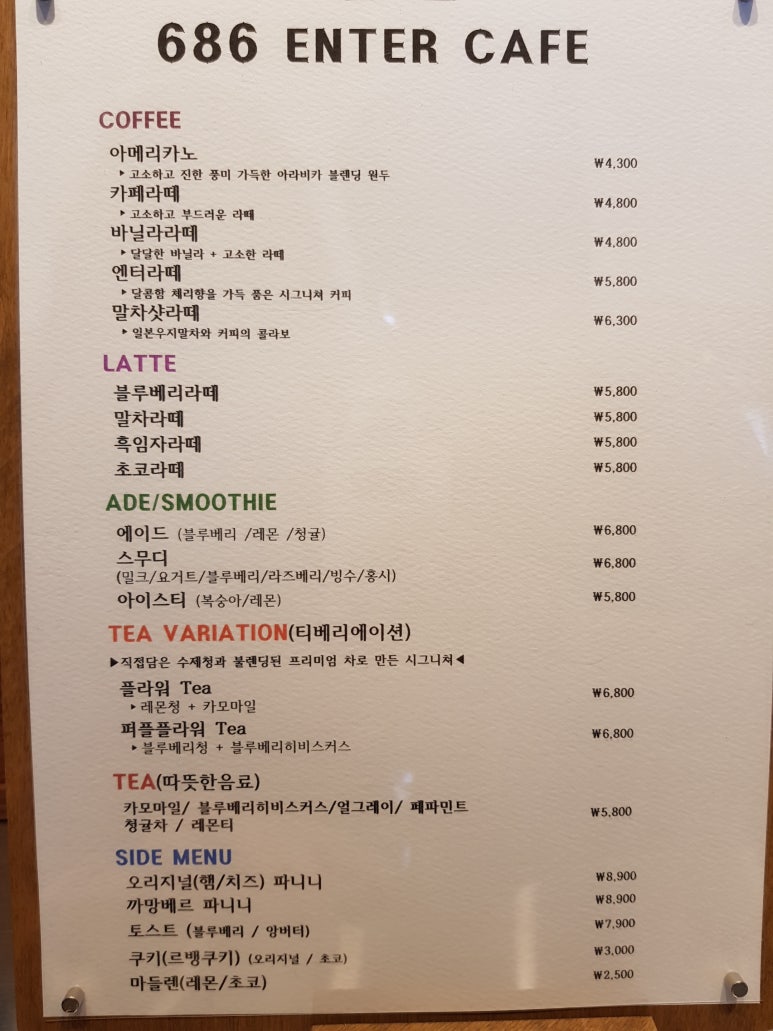 686 ENTER CAFE
COFFEE
아메리카노 ₩4,300
▸고소하고 진한 풍미 가득한 아라비카 블렌딩 원두
카페라떼 ₩4,800
▸고소하고 부드러운 라떼
바닐라라떼 ₩4,800
▸달달한 바닐라 + 고소한 라떼
엔터라떼 ₩5,800
▸달콤함 체리향을 가득 품은 시그니쳐 커피
말차샷라떼 ₩6,300
▸일본우지말차와 커피의 콜라보
LATTE
블루베리라떼 ₩5,800
말차라떼 ₩5,800
흑임자라떼 ₩5,800
초코라떼 ₩5,800
ADE/SMOOTHIE
에이드 (블루베리 /레몬 /청귤) ₩6,800
스무디 ₩6,800
(밀크/요거트/블루베리/라즈베리/빙수/홍시)
아이스티 (복숭아/레몬) ₩5,800
TEA VARIATION(티베리에이션)
▶직접담은 수제청과 블렌딩된 프리미엄 차로 만든 시그니쳐◀
플라워 Tea ₩6,800
▸레몬청 + 카모마일
퍼플플라워 Tea ₩6,800
▸블루베리청 + 블루베리히비스커스
TEA(따뜻한음료)
카모마일/ 블루베리히비스커스/얼그레이/ 페파민트 ₩5,800
청귤차 / 레몬티
SIDE MENU
오리지널(햄/치즈) 파니니 ₩8,900
까망베르 파니니 ₩8,900
토스트 (블루베리 / 앙버터) ₩7,900
쿠키(르뱅쿠키) (오리지널 / 초코) ₩3,000
마들렌(레몬/초코) ₩2,500